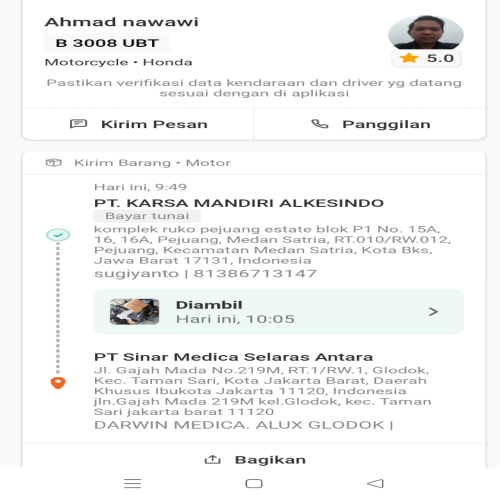 Ahmad nawawi
B 3008 UBT
Motorcycle • Honda
5.0
Pastikan verifikasi data kendaraan dan driver yg datang
sesuai dengan di aplikasi
Kirim Pesan
Panggilan
Kirim Barang • Motor
Hari ini, 9:49
PT. KARSA MANDIRI ALKESINDO
Bayar tunai
komplek ruko pejuang estate blok P1 No. 15A,
16, 16A, Pejuang, Medan Satria, RT.010/RW.012,
Pejuang, Kecamatan Medan Satria, Kota Bks,
Jawa Barat 17131, Indonesia
sugiyanto | 81386713147
Diambil
Hari ini, 10:05
PT Sinar Medica Selaras Antara
Jl. Gajah Mada No.219M, RT.1/RW.1, Glodok,
Kec. Taman Sari, Kota Jakarta Barat, Daerah
Khusus Ibukota Jakarta 11120, Indonesia
jln.Gajah Mada 219M kel.Glodok, kec. Taman
Sari jakarta barat 11120
DARWIN MEDICA. ALUX GLODOK |
Bagikan